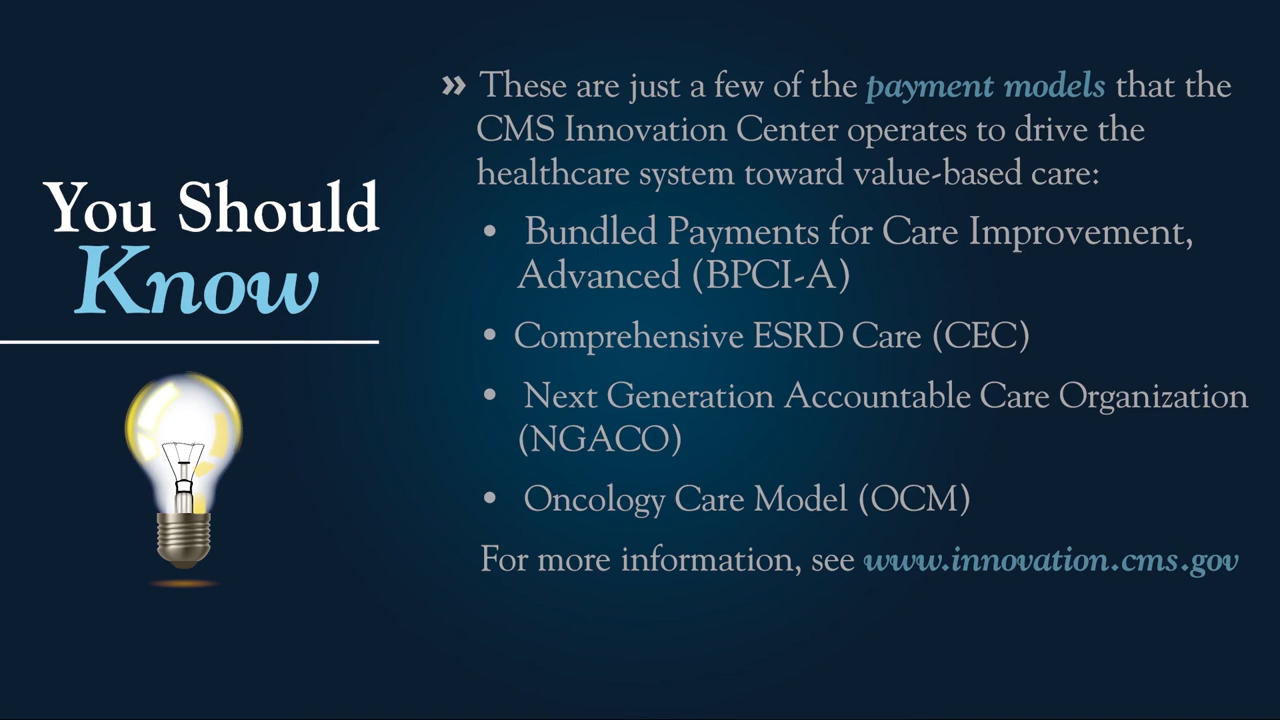 You Should
Know
» These are just a few of the payment models that the
CMS Innovation Center operates to drive the
healthcare system toward value-based care:
• Bundled Payments for Care Improvement,
Advanced (BPCI-A)
• Comprehensive ESRD Care (CEC)
• Next Generation Accountable Care Organization
(NGACO)
• Oncology Care Model (OCM)
For more information, see www.innovation.cms.gov